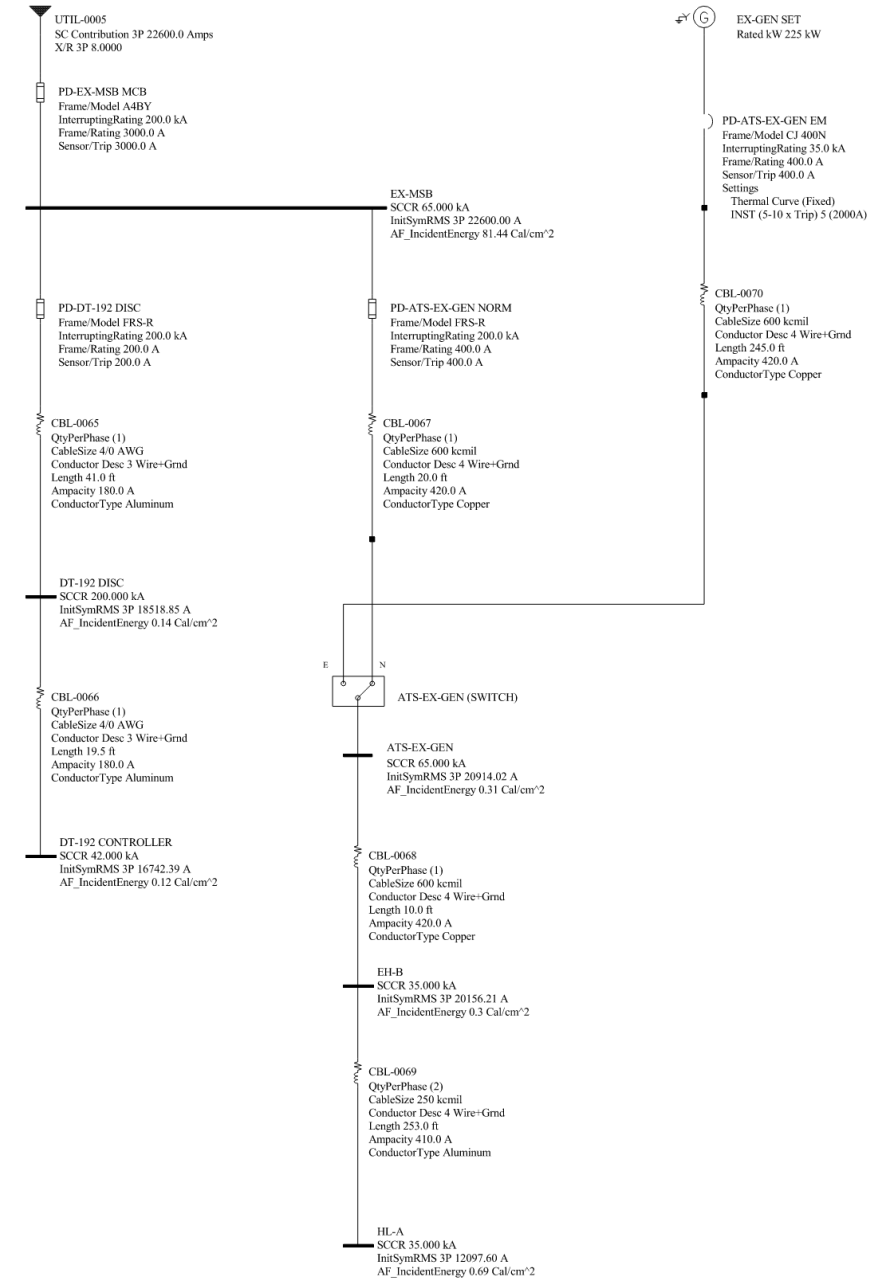 UTIL-0005
SC Contribution 3P 22600.0 Amps
X/R 3P 8.0000
G
EX-GEN SET
Rated kW 225 kW
PD-EX-MSB MCB
Frame/Model A4BY
InterruptingRating 200.0 kA
Frame/Rating 3000.0 A
Sensor/Trip 3000.0 A
PD-ATS-EX-GEN EM
Frame/Model CJ 400N
InterruptingRating 35.0 kA
Frame/Rating 400.0 A
Sensor/Trip 400.0 A
Settings
Thermal Curve (Fixed)
INST (5-10 x Trip) 5 (2000A)
EX-MSB
SCCR 65.000 kA
InitSymRMS 3P 22600.00 A
AF_IncidentEnergy 81.44 Cal/cm^2
PD-DT-192 DISC
Frame/Model FRS-R
InterruptingRating 200.0 kA
Frame/Rating 200.0 A
Sensor/Trip 200.0 A
PD-ATS-EX-GEN NORM
Frame/Model FRS-R
InterruptingRating 200.0 kA
Frame/Rating 400.0 A
Sensor/Trip 400.0 A
CBL-0070
QtyPerPhase (1)
CableSize 600 kcmil
Conductor Desc 4 Wire+Grnd
Length 245.0 ft
Ampacity 420.0 A
ConductorType Copper
CBL-0065
QtyPerPhase (1)
CableSize 4/0 AWG
Conductor Desc 3 Wire+Grnd
Length 41.0 ft
Ampacity 180.0 A
ConductorType Aluminum
CBL-0067
QtyPerPhase (1)
CableSize 600 kcmil
Conductor Desc 4 Wire+Grnd
Length 20.0 ft
Ampacity 420.0 A
ConductorType Copper
DT-192 DISC
SCCR 200.000 kA
InitSymRMS 3P 18518.85 A
AF_IncidentEnergy 0.14 Cal/cm^2
E
N
ATS-EX-GEN (SWITCH)
CBL-0066
QtyPerPhase (1)
CableSize 4/0 AWG
Conductor Desc 3 Wire+Grnd
Length 19.5 ft
Ampacity 180.0 A
ConductorType Aluminum
ATS-EX-GEN
SCCR 65.000 kA
InitSymRMS 3P 20914.02 A
AF_IncidentEnergy 0.31 Cal/cm^2
DT-192 CONTROLLER
SCCR 42.000 kA
InitSymRMS 3P 16742.39 A
AF_IncidentEnergy 0.12 Cal/cm^2
CBL-0068
QtyPerPhase (1)
CableSize 600 kcmil
Conductor Desc 4 Wire+Grnd
Length 10.0 ft
Ampacity 420.0 A
ConductorType Copper
EH-B
SCCR 35.000 kA
InitSymRMS 3P 20156.21 A
AF_IncidentEnergy 0.3 Cal/cm^2
CBL-0069
QtyPerPhase (2)
CableSize 250 kcmil
Conductor Desc 4 Wire+Grnd
Length 253.0 ft
Ampacity 410.0 A
ConductorType Aluminum
HL-A
SCCR 35.000 kA
InitSymRMS 3P 12097.60 A
AF_IncidentEnergy 0.69 Cal/cm^2